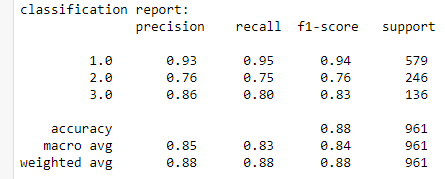 classification report:
precision recall f1-score support
1.0 0.93 0.95 0.94 579
2.0 0.76 0.75 0.76 246
3.0 0.86 0.80 0.83 136
accuracy 0.88 961
macro avg 0.85 0.83 0.84 961
weighted avg 0.88 0.88 0.88 961